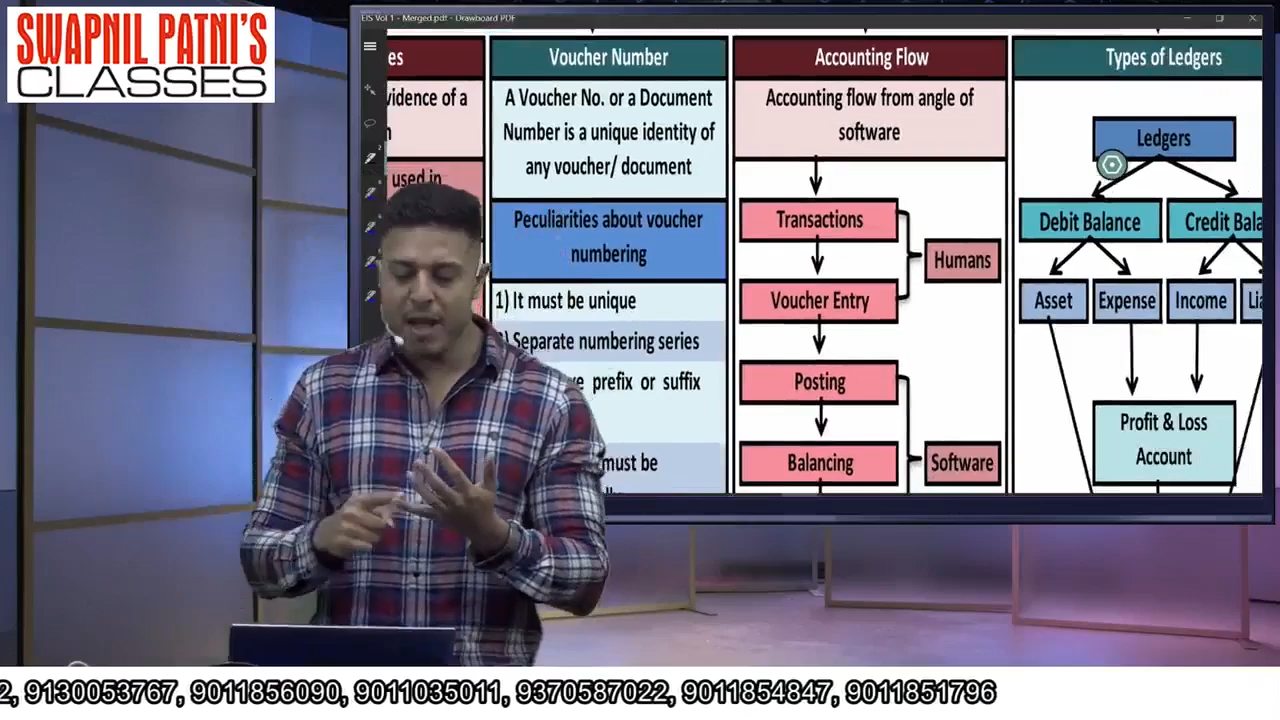 SWAPNIL PATNI'S
CLASSES
EIS Vol 1 - Merged.pdf - Drawboard PDF
es
vidence of a
n
used in
Voucher Number
A Voucher No. or a Document
Number is a unique identity of
any voucher/ document
Peculiarities about voucher
numbering
1) It must be unique
Separate numbering series
prefix or suffix
must be
Accounting Flow
Accounting flow from angle of
software
Transactions
Voucher Entry
Humans
Posting
Balancing
Software
Types of Ledgers
Ledgers
Debit Balance
Credit Bala
Asset
Expense
Income
Lia
Profit & Loss
Account
2, 9130053767, 9011856090, 9011035011, 9370587022, 9011854847, 9011851796